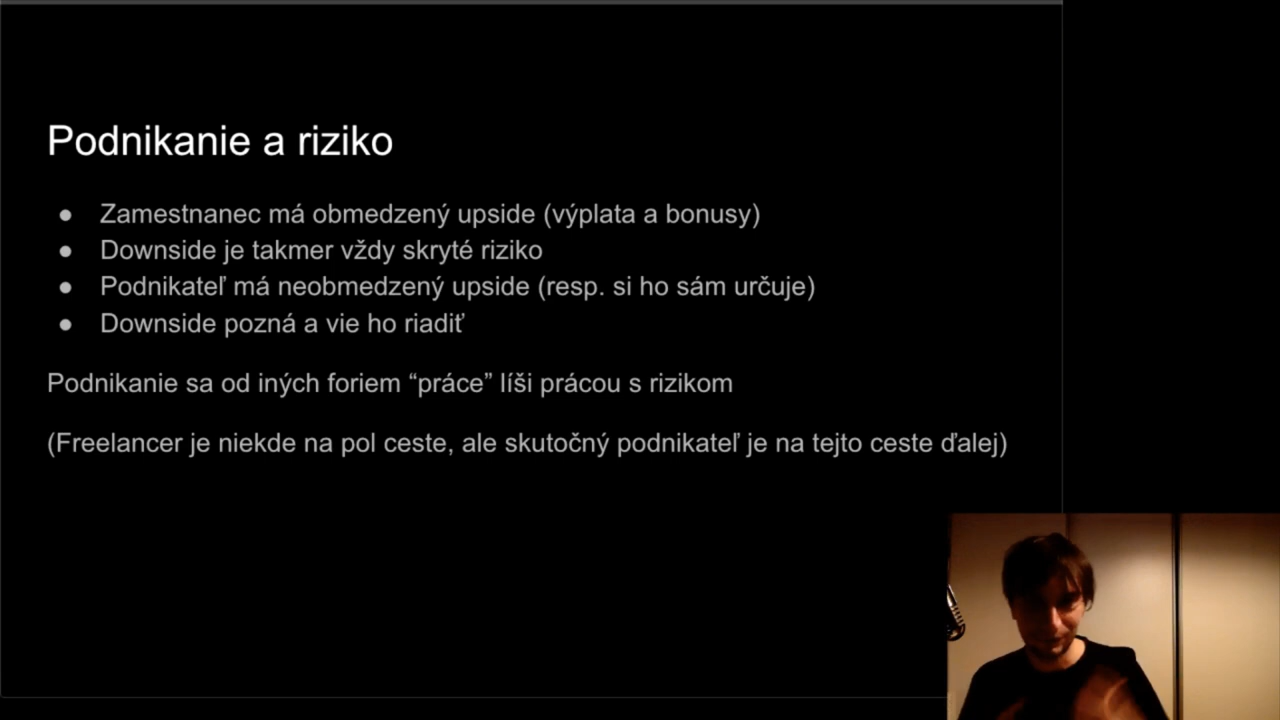 Podnikanie a riziko
● Zamestnanec má obmedzený upside (výplata a bonusy)
● Downside je takmer vždy skryté riziko
● Podnikateľ má neobmedzený upside (resp. si ho sám určuje)
● Downside pozná a vie ho riadiť
Podnikanie sa od iných foriem “práce” líši prácou s rizikom
(Freelancer je niekde na pol ceste, ale skutočný podnikateľ je na tejto ceste ďalej)